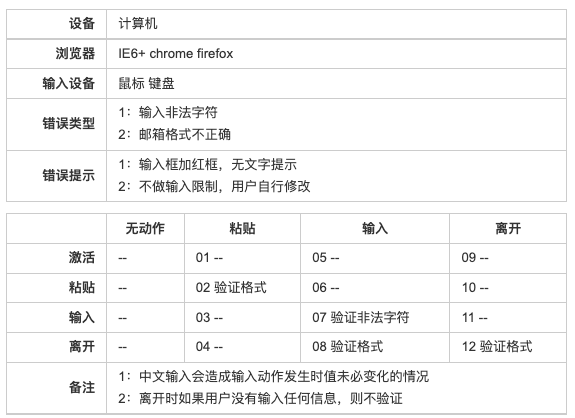 设备 计算机
浏览器 IE6+ chrome firefox
输入设备 鼠标 键盘
错误类型 1：输入非法字符
2：邮箱格式不正确
错误提示 1：输入框加红框，无文字提示
2：不做输入限制，用户自行修改
无动作 粘贴 输入 离开
激活 -- 01 -- 05 -- 09 --
粘贴 -- 02 验证格式 06 -- 10 --
输入 -- 03 -- 07 验证非法字符 11 --
离开 -- 04 -- 08 验证格式 12 验证格式
备注 1：中文输入会造成输入动作发生时值未必变化的情况
2：离开时如果用户没有输入任何信息，则不验证